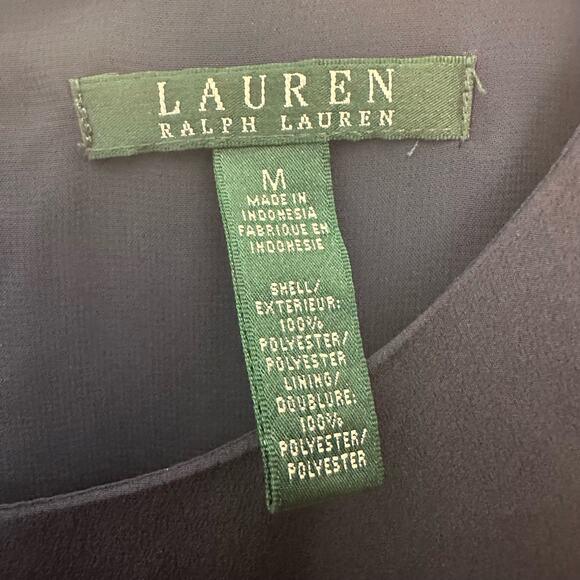 LAUREN
RALPH LAUREN
M
MADE IN
INDONESIA
FABRIQUE EN
INDONESIE
SHELL/
EXTERIEUR:
100%
POLYESTER/
POLYESTER
LINING/
DOUBLURE:
100%
POLYESTER/
POLYESTER